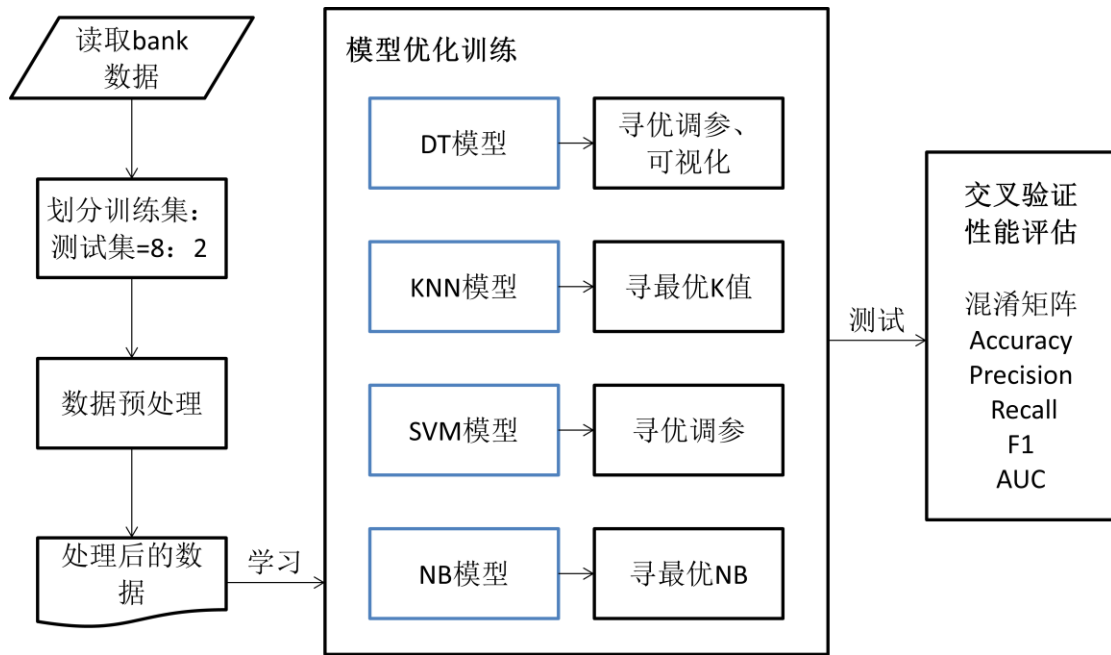 读取bank
数据
划分训练集：
测试集=8：2
数据预处理
处理后的数
据
学习
模型优化训练
DT模型
寻优调参、
可视化
KNN模型
寻最优K值
SVM模型
寻优调参
NB模型
寻最优NB
测试
交叉验证
性能评估
混淆矩阵
Accuracy
Precision
Recall
F1
AUC